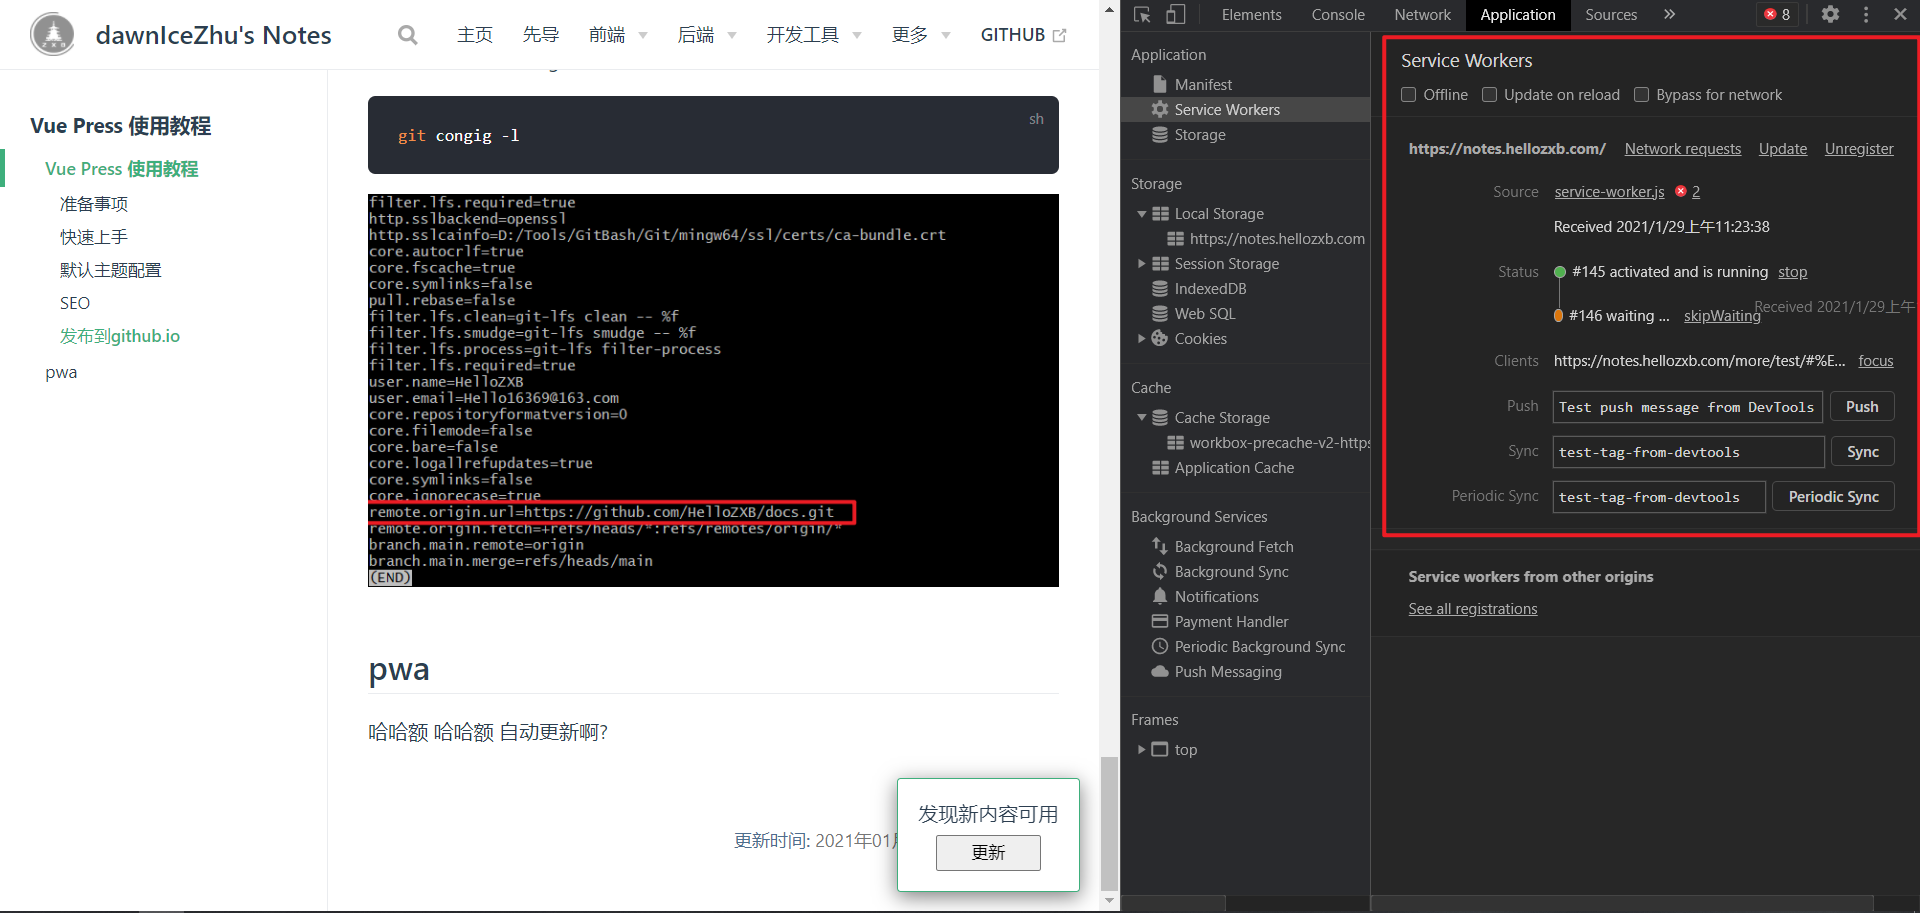 dawnIceZhu's Notes
主页
先导
前端
后端
开发工具
更多
GITHUB
Vue Press 使用教程
Vue Press 使用教程
准备事项
快速上手
默认主题配置
SEO
发布到github.io
pwa
sh
git congig -l
filter.lfs.required=true
http.sslbackend=openssl
http.sslcainfo=D:/Tools/GitBash/Git/mingw64/ssl/certs/ca-bundle.crt
core.autocrlf=true
core.fscache=true
core.symlinks=false
pull.rebase=false
filter.lfs.clean=git-lfs clean -- %f
filter.lfs.smudge=git-lfs smudge -- %f
filter.lfs.process=git-lfs filter-process
filter.lfs.required=true
user.name=HelloZXB
user.email=Hello16369@163.com
core.repositoryformatversion=0
core.filemode=false
core.bare=false
core.logallrefupdates=true
core.symlinks=false
core.ignorecase=true
remote.origin.url=https://github.com/HelloZXB/docs.git
remote.origin.fetch=+refs/heads/*:refs/remotes/origin/*
branch.main.remote=origin
branch.main.merge=refs/heads/main
(END)
pwa
哈哈额 哈哈额 自动更新啊?
更新时间: 2021年01月
发现新内容可用
更新
Elements
Console
Network
Application
Sources
8
Application
Manifest
Service Workers
Storage
Storage
Local Storage
https://notes.hellozxb.com
Session Storage
IndexedDB
Web SQL
Cookies
Cache
Cache Storage
workbox-precache-v2-https
Application Cache
Background Services
Background Fetch
Background Sync
Notifications
Payment Handler
Periodic Background Sync
Push Messaging
Frames
top
Service Workers
Offline
Update on reload
Bypass for network
https://notes.hellozxb.com/ Network requests Update Unregister
Source service-worker.js 2
Received 2021/1/29上午11:23:38
Status #145 activated and is running stop
#146 waiting ... skipWaiting Received 2021/1/29上午
Clients https://notes.hellozxb.com/more/test/#%E... focus
Push Test push message from DevTools Push
Sync test-tag-from-devtools Sync
Periodic Sync test-tag-from-devtools Periodic Sync
Service workers from other origins
See all registrations